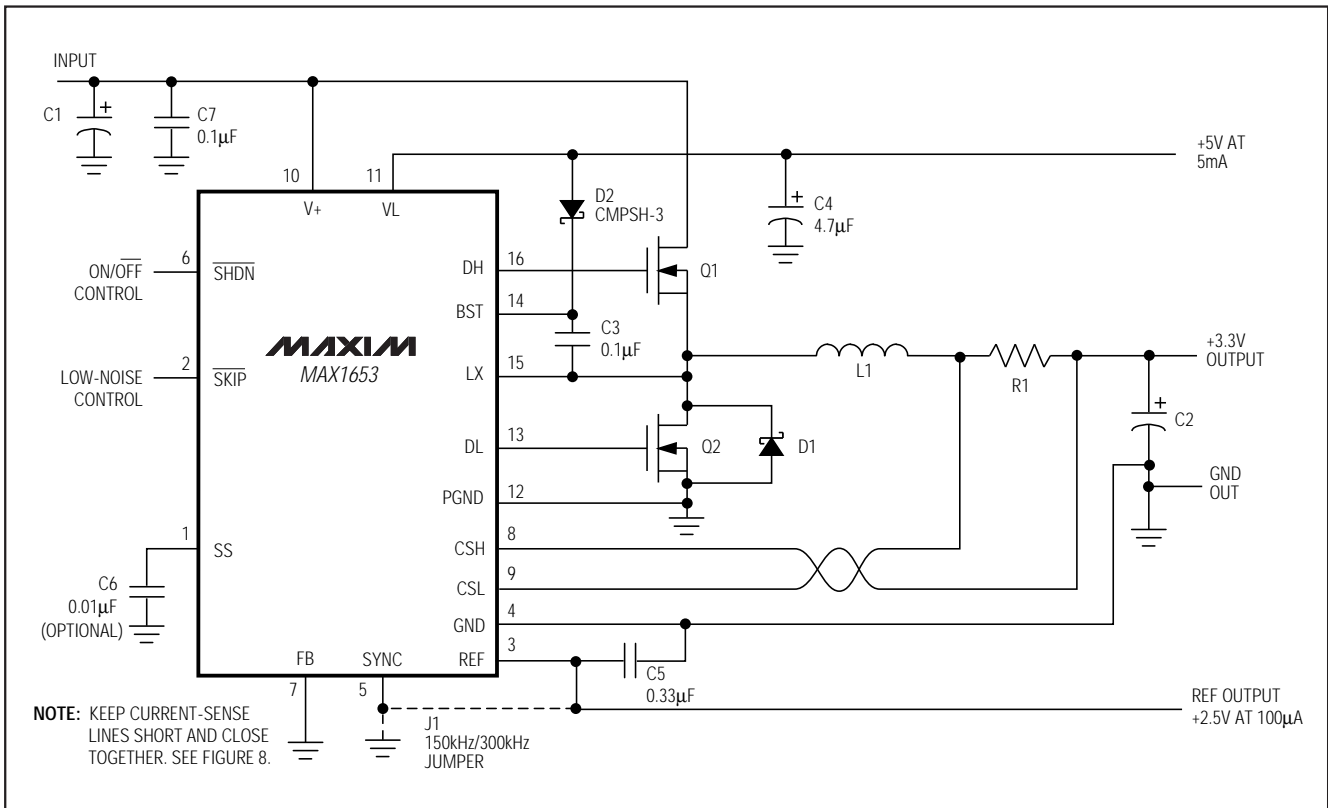 INPUT
C1
+
C7
0.1µF
10
11
V+
VL
+5V AT
5mA
D2
CMPSH-3
+
C4
4.7µF
6
ON/OFF
CONTROL
SHDN
DH
16
Q1
BST
14
C3
0.1µF
MAXIM
MAX1653
2
LOW-NOISE
CONTROL
SKIP
LX
15
L1
R1
+3.3V
OUTPUT
+
C2
DL
13
Q2
D1
GND
OUT
PGND
12
1
SS
CSH
8
C6
0.01µF
(OPTIONAL)
CSL
9
GND
4
REF
3
C5
0.33µF
FB
SYNC
7
5
REF OUTPUT
+2.5V AT 100µA
J1
150kHz/300kHz
JUMPER
NOTE: KEEP CURRENT-SENSE
LINES SHORT AND CLOSE
TOGETHER. SEE FIGURE 8.